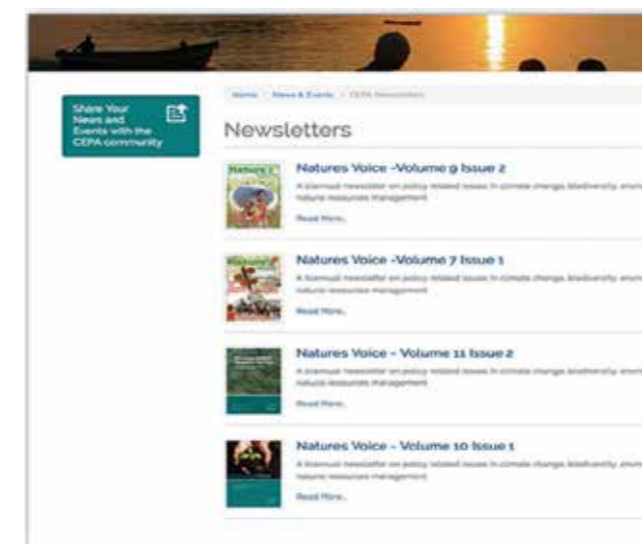 Home / News & Events / CEPA Newsletters
Share Your
News and
Events with the
CEPA community
Newsletters
Natures Voice -Volume 9 Issue 2
A biannual newsletter on policy related issues in climate change, biodiversity,
natural resources management
Read More..
Natures Voice -Volume 7 Issue 1
A biannual newsletter on policy related issues in climate change, biodiversity,
natural resources management
Read More..
Natures Voice - Volume 11 Issue 2
A biannual newsletter on policy related issues in climate change, biodiversity,
natural resources management
Read More..
Natures Voice - Volume 10 Issue 1
A biannual newsletter on policy related issues in climate change, biodiversity,
natural resources management
Read More..